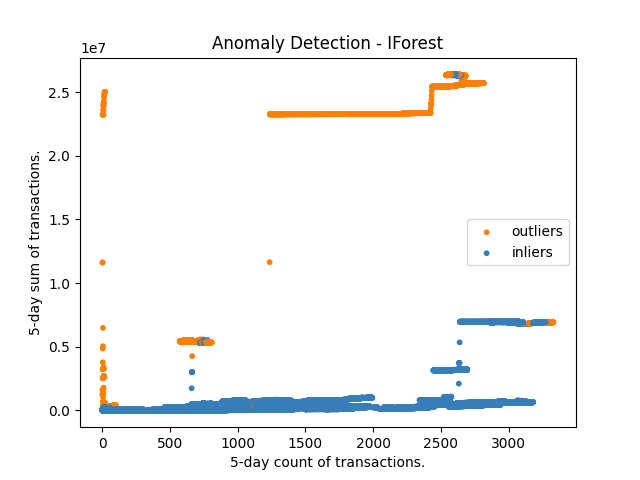 Anomaly Detection - IForest
1e7
2.5
2.0
1.5
1.0
0.5
0.0
5-day sum of transactions.
outliers
inliers
0 500 1000 1500 2000 2500 3000
5-day count of transactions.